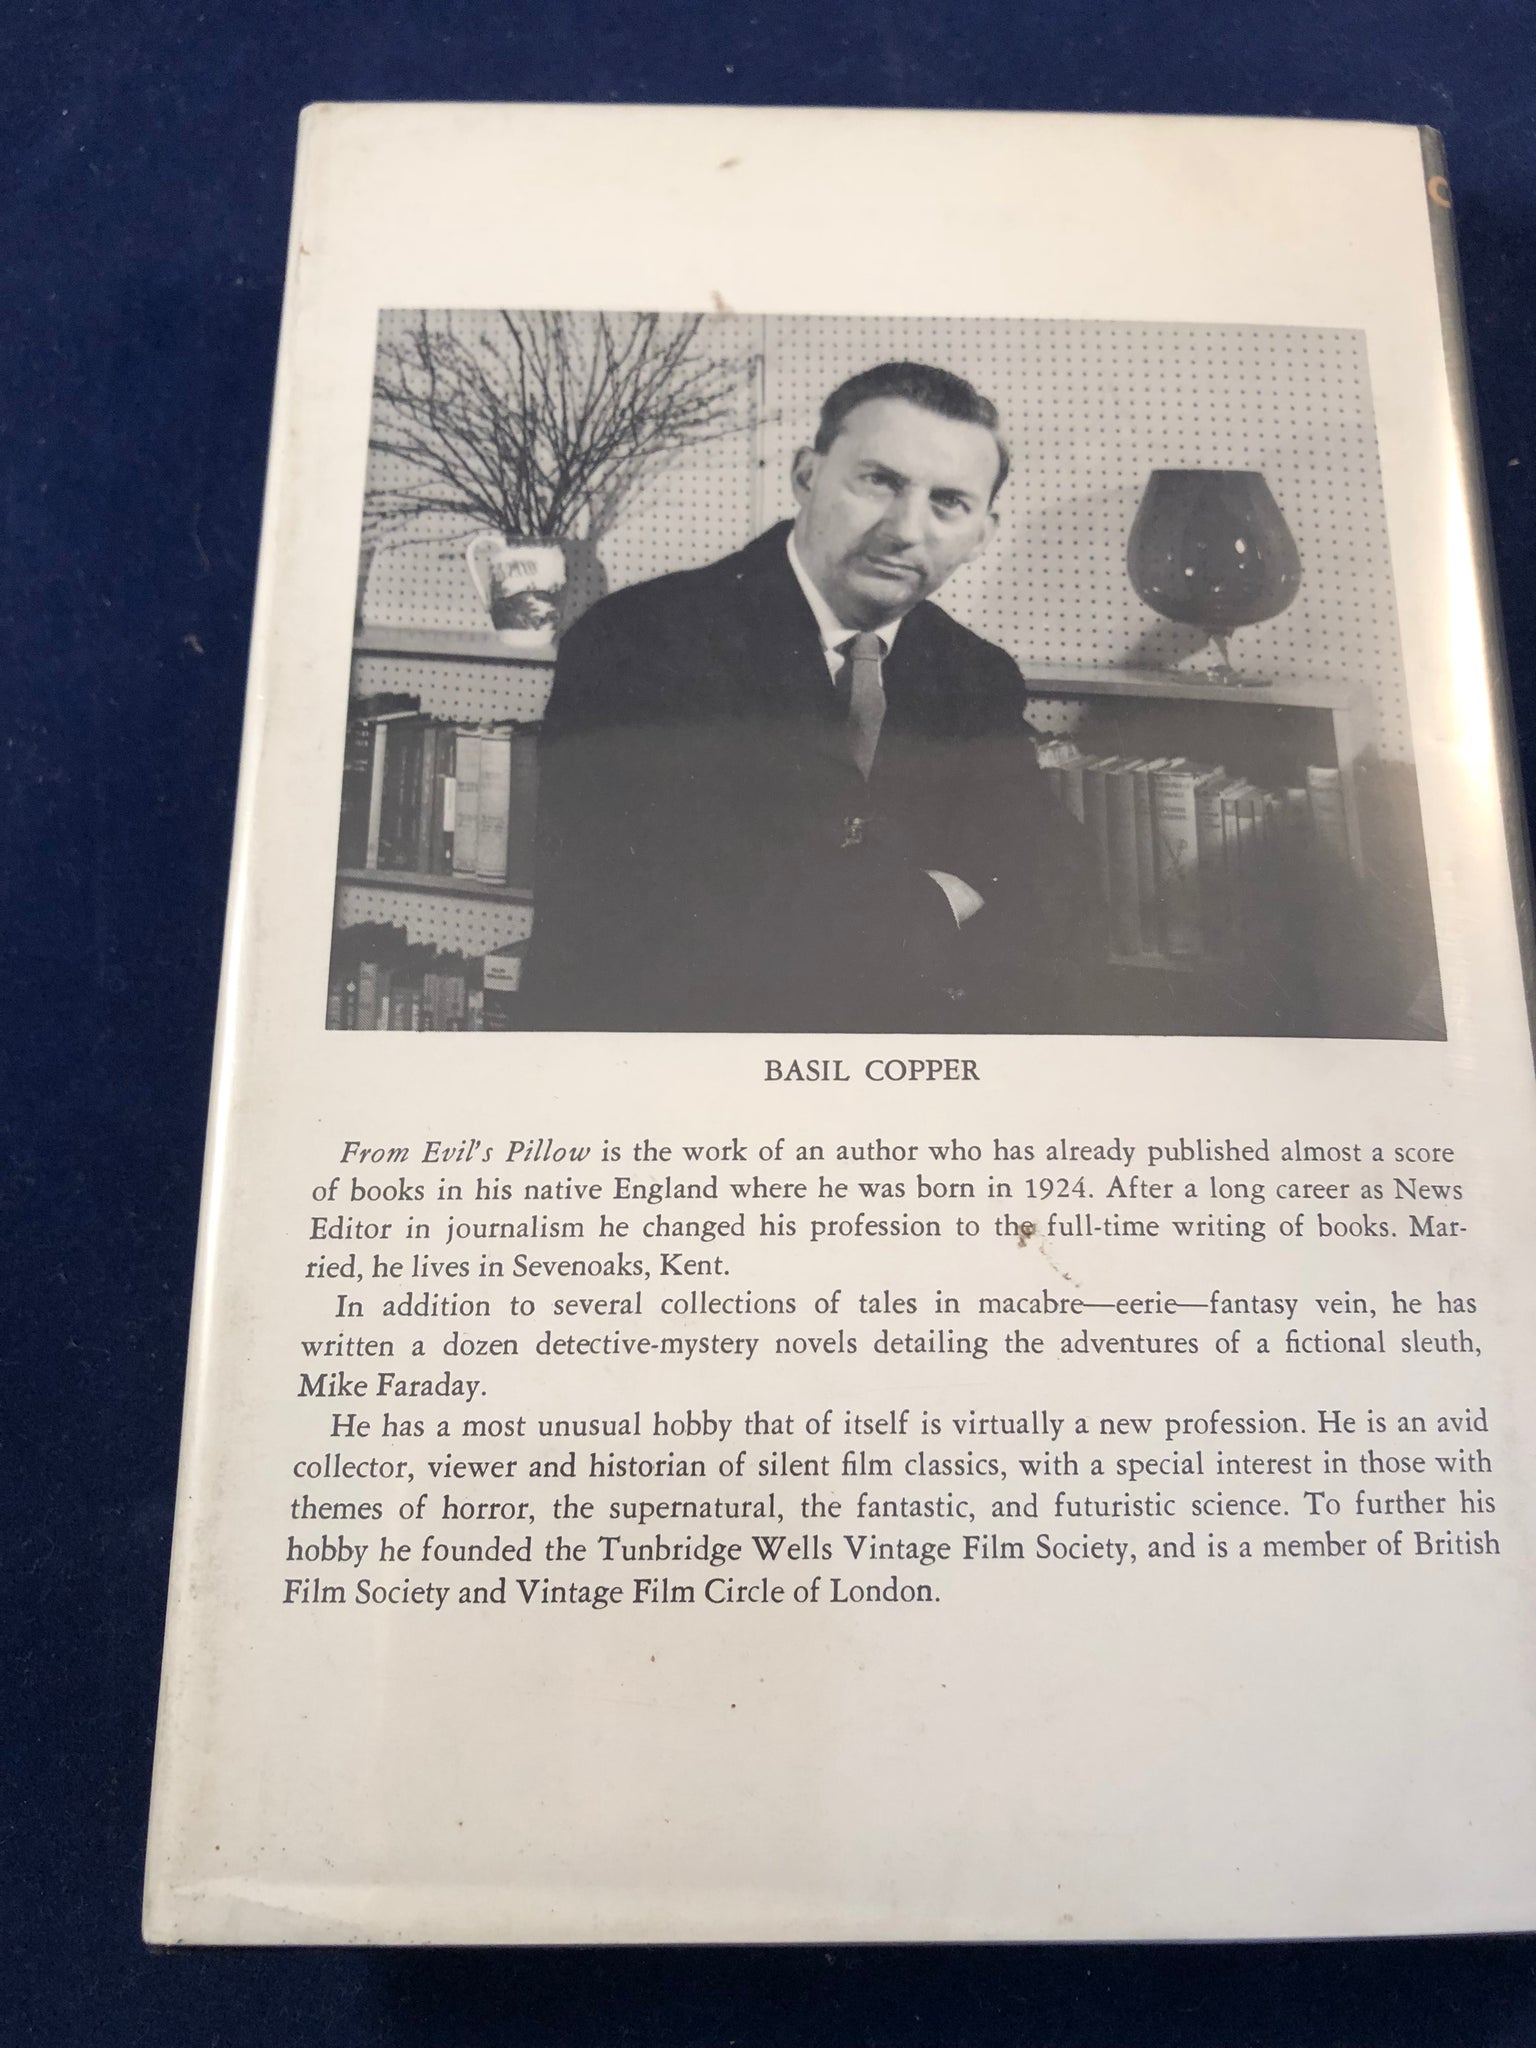 C
BASIL COPPER
From Evil's Pillow is the work of an author who has already published almost a score
of books in his native England where he was born in 1924. After a long career as News
Editor in journalism he changed his profession to the full-time writing of books. Mar-
ried, he lives in Sevenoaks, Kent.
In addition to several collections of tales in macabre—eerie—fantasy vein, he has
written a dozen detective-mystery novels detailing the adventures of a fictional sleuth,
Mike Faraday.
He has a most unusual hobby that of itself is virtually a new profession. He is an avid
collector, viewer and historian of silent film classics, with a special interest in those with
themes of horror, the supernatural, the fantastic, and futuristic science. To further his
hobby he founded the Tunbridge Wells Vintage Film Society, and is a member of British
Film Society and Vintage Film Circle of London.